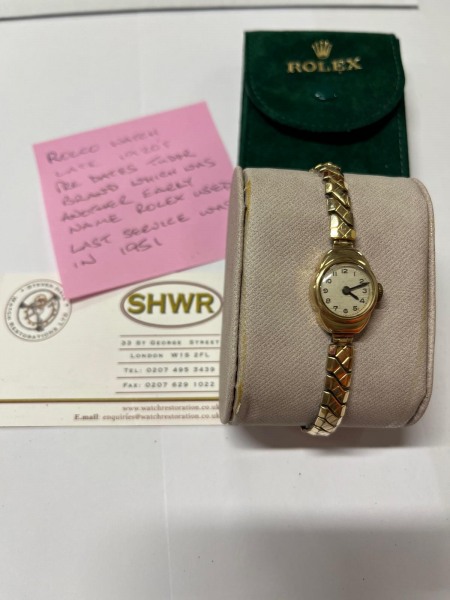 ROLEX
ROLCO WATCH
LATE 1920s
PRE DATES TUDOR
BRAND WHICH WAS
ANOTHER EARLY
NAME ROLEX USED
LAST SERVICE WAS
IN 1951
SHWR
33 ST GEORGE STREET
LONDON W1S 2FL
TEL: 0207 493 3439
FAX: 0207 629 1022
www.watchrestoration.co.uk
E.mail: enquiries@watchrestoration.co.uk